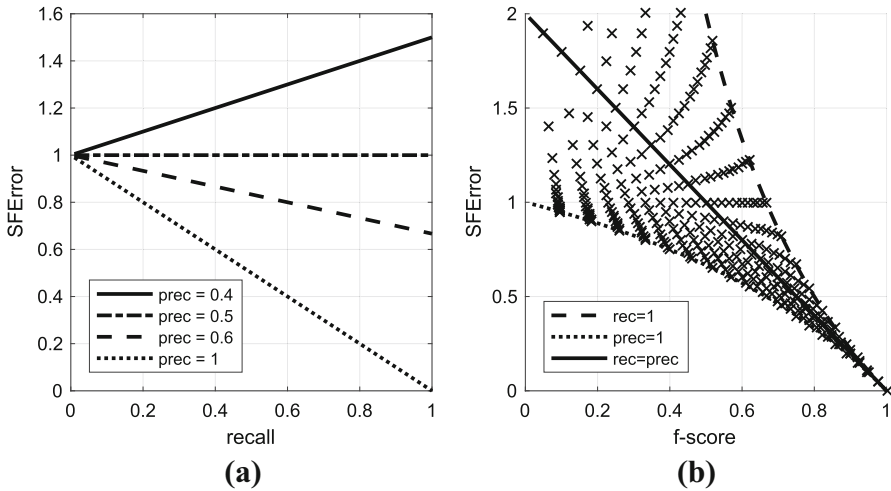 1.6
1.4
1.2
1
0.8
0.6
0.4
0.2
0
SFError
prec = 0.4
prec = 0.5
prec = 0.6
prec = 1
0 0.2 0.4 0.6 0.8 1
recall
(a)
2
1.5
1
0.5
0
SFError
rec=1
prec=1
rec=prec
0 0.2 0.4 0.6 0.8 1
f-score
(b)